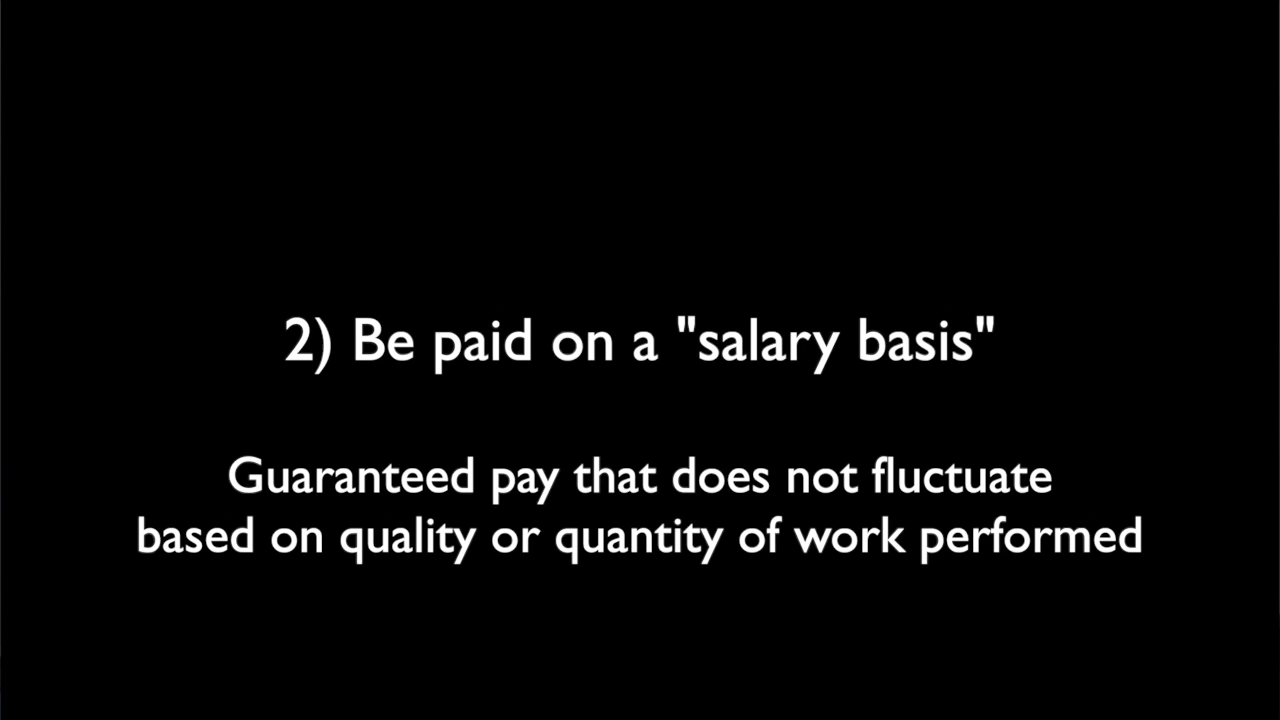 2) Be paid on a "salary basis"
Guaranteed pay that does not fluctuate
based on quality or quantity of work performed